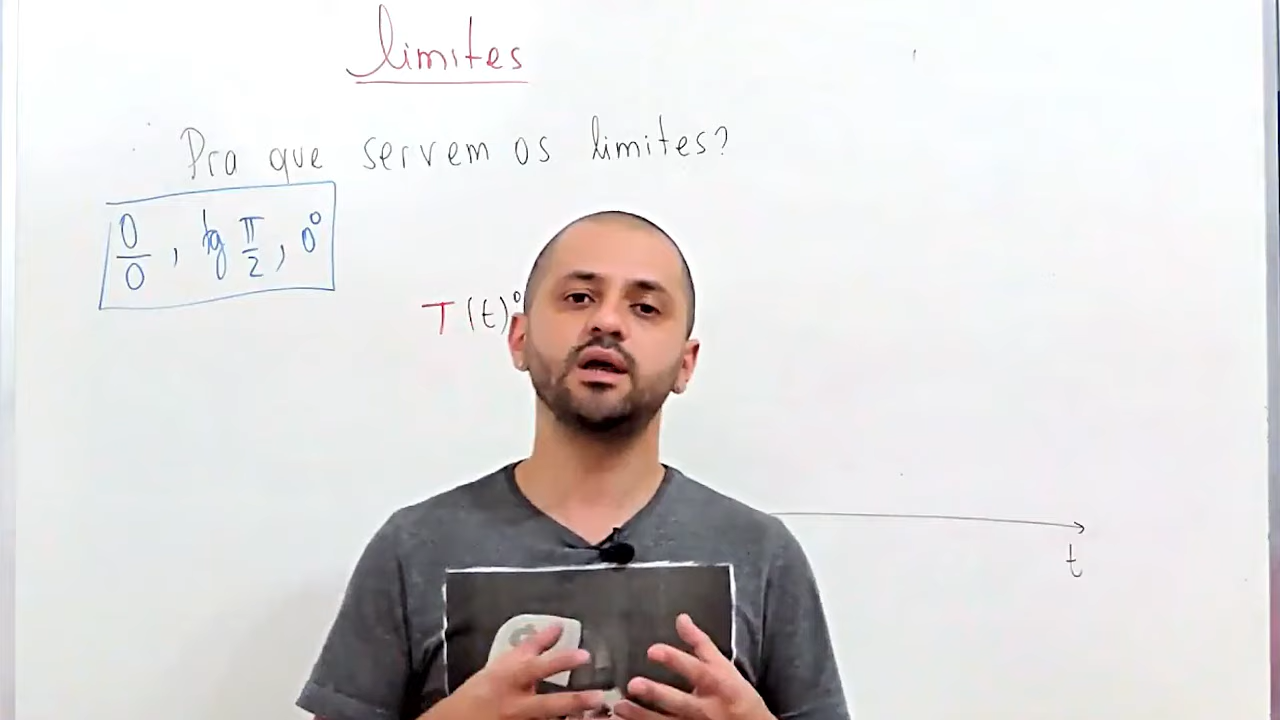 limites
Pra que servem os limites?
0/0 , tg π/2 , 0⁰
T (t)°
t